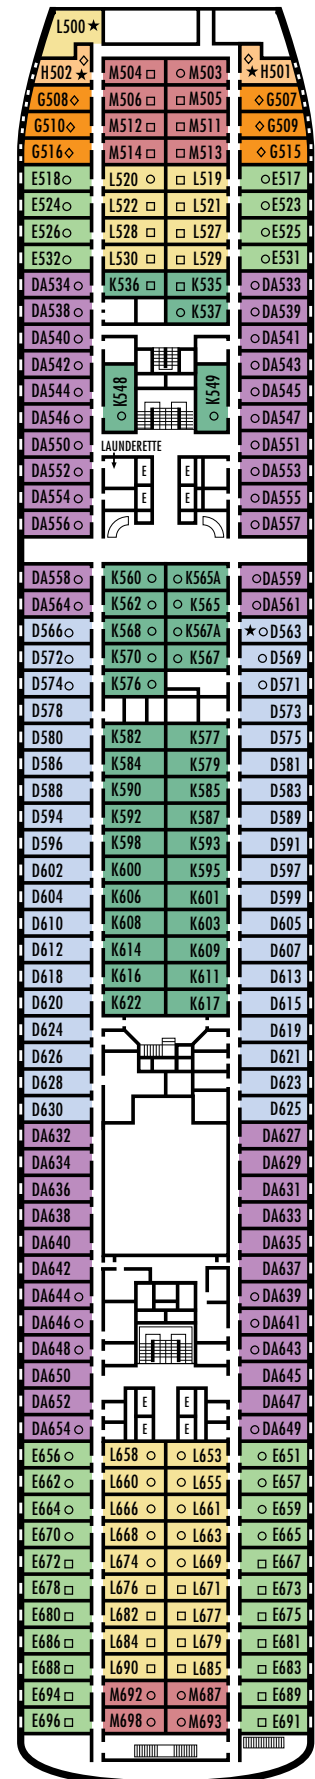 L500★
H502 ★ M504 □ ○ M503 ★ H501
G508◇ M506 □ □ M505 ◇ G507
G510◇ M512 □ □ M511 ◇ G509
G516◇ M514 □ □ M513 ◇ G515
E518○ L520 ○ □ L519 ○E517
E524○ L522 □ □ L521 ○E523
E526○ L528 □ □ L527 ○E525
E532○ L530 □ □ L529 ○E531
DA534○ K536 □ □ K535 ○DA533
DA538○ ○ K537 ○DA539
DA540○ ○DA541
DA542○ ○DA543
DA544○ K548 ○ K549 ○ ○DA545
DA546○ ○DA547
DA550○ LAUNDERETTE ○DA551
DA552○ E E ○DA553
DA554○ E E ○DA555
DA556○ ○DA557
DA558○ K560 ○ ○K565A ○DA559
DA564○ K562 ○ ○ K565 ○DA561
D566○ K568 ○ ○K567A ★○D563
D572○ K570 ○ ○ K567 ○D569
D574○ K576 ○ ○D571
D578 D573
D580 K582 K577 D575
D586 K584 K579 D581
D588 K590 K585 D583
D594 K592 K587 D589
D596 K598 K593 D591
D602 K600 K595 D597
D604 K606 K601 D599
D610 K608 K603 D605
D612 K614 K609 D607
D618 K616 K611 D613
D620 K622 K617 D615
D624 D619
D626 D621
D628 D623
D630 D625
DA632 DA627
DA634 DA629
DA636 DA631
DA638 DA633
DA640 DA635
DA642 DA637
DA644○ ○DA639
DA646○ ○DA641
DA648○ ○DA643
DA650 DA645
DA652 E E DA647
DA654○ E E ○DA649
E656○ L658 ○ ○ L653 ○ E651
E662○ L660 ○ ○ L655 ○ E657
E664○ L666 ○ ○ L661 ○ E659
E670○ L668 ○ ○ L663 ○ E665
E672□ L674 ○ ○ L669 □ E667
E678□ L676 □ □ L671 □ E673
E680□ L682 □ □ L677 □ E675
E686□ L684 □ □ L679 □ E681
E688□ L690 □ □ L685 □ E683
E694□ M692○ ○ M687 □ E689
E696□ M698○ ○ M693 □ E691